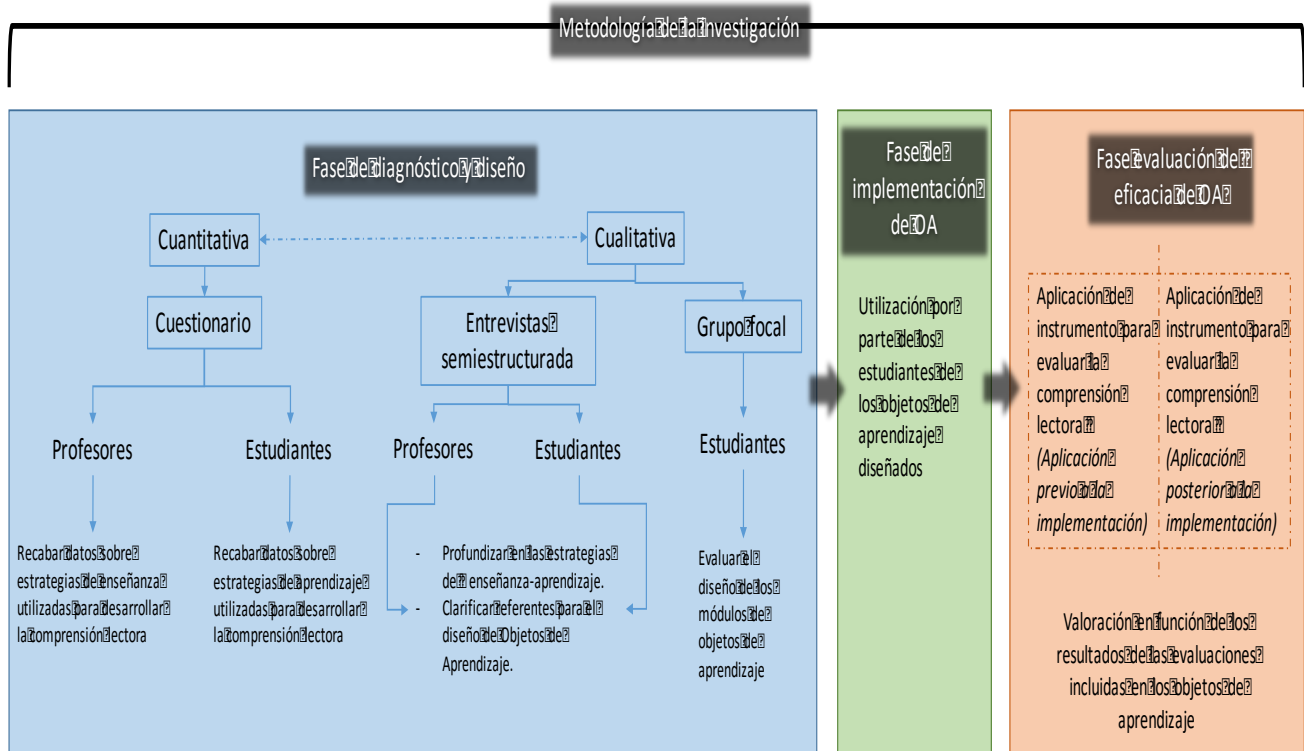 Metodología de la investigación
Fase de diagnóstico y diseño
Cuantitativa
Cualitativa
Cuestionario
Entrevistas
semiestructurada
Grupo focal
Profesores
Estudiantes
Profesores
Estudiantes
Estudiantes
Recabar datos sobre
estrategias de enseñanza
utilizadas para desarrollar
la comprensión lectora
Recabar datos sobre
estrategias de aprendizaje
utilizadas para desarrollar
la comprensión lectora
- Profundizar en las estrategias
de enseñanza-aprendizaje.
- Clarificar referentes para el
diseño de Objetos de
Aprendizaje.
Evaluar el
diseño de los
módulos de
objetos de
aprendizaje
Fase de
implementación
de OA
Utilización por
parte de los
estudiantes de
los objetos de
aprendizaje
diseñados
Fase evaluación de
eficacia de OA
Aplicación de
instrumento para
evaluar la
comprensión
lectora
(Aplicación
previo a la
implementación)
Aplicación de
instrumento para
evaluar la
comprensión
lectora
(Aplicación
posterior a la
implementación)
Valoración en función de los
resultados de las evaluaciones
incluidas en los objetos de
aprendizaje